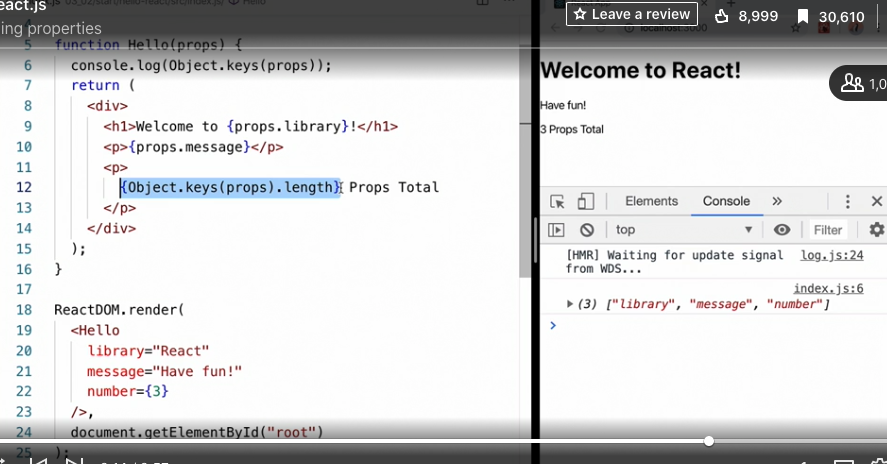 eact.js
ing properties
Leave a review
8,999
30,610
1,0
5 function Hello(props) {
6 console.log(Object.keys(props));
7 return (
8 <div>
9 <h1>Welcome to {props.library}!</h1>
10 <p>{props.message}</p>
11 <p>
12 {Object.keys(props).length} Props Total
13 </p>
14 </div>
15 );
16 }
17
18 ReactDOM.render(
19 <Hello
20 library="React"
21 message="Have fun!"
22 number={3}
23 />,
24 document.getElementById("root")
25 );
Welcome to React!
Have fun!
3 Props Total
Elements Console »
top Filter
[HMR] Waiting for update signal log.js:24
from WDS...
index.js:6
(3) ["library", "message", "number"]